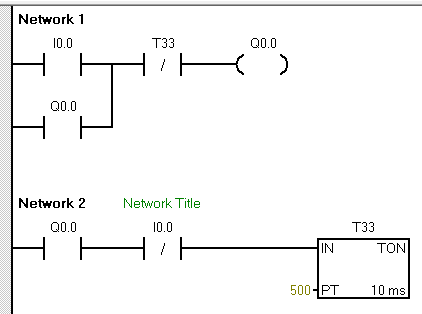 Network 1
I0.0 T33 Q0.0
/
Q0.0
Network 2 Network Title
Q0.0 I0.0 T33
/ IN TON
500 PT 10 ms